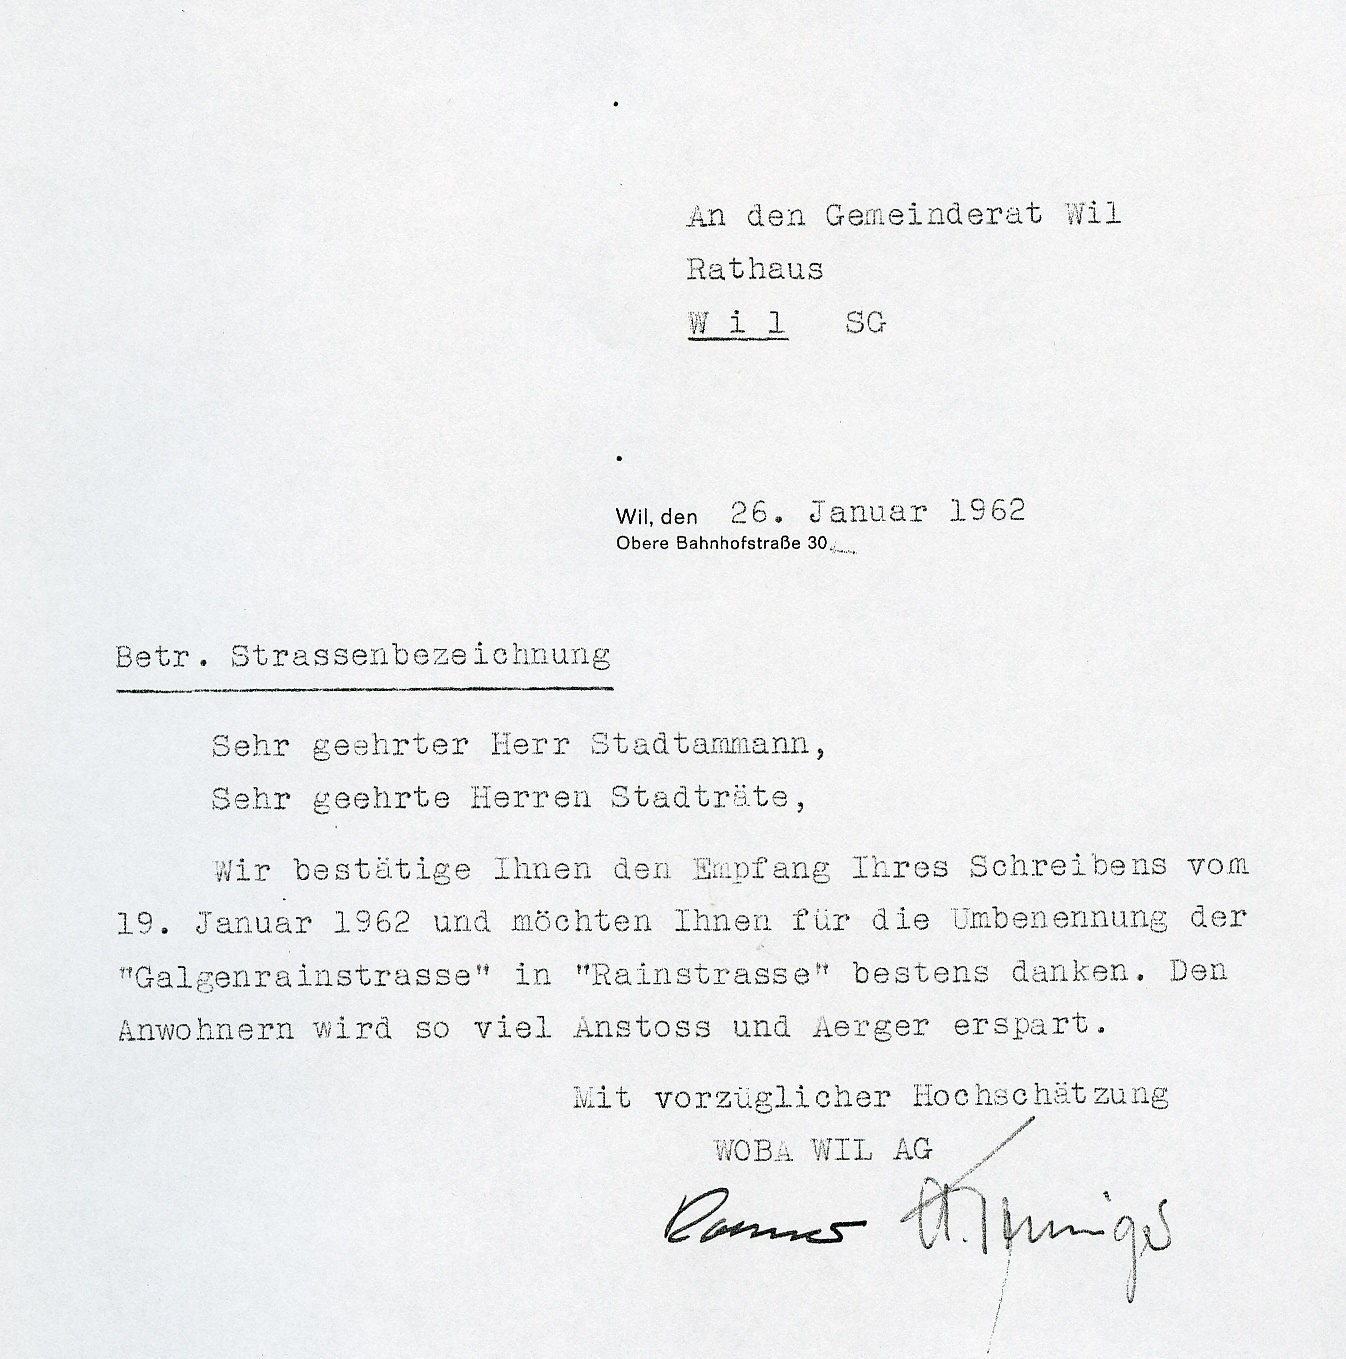 An den Gemeinderat Wil
Rathaus
W i l SG
Wil, den 26. Januar 1962
Obere Bahnhofstraße 30
Betr. Strassenbezeichnung
Sehr geehrter Herr Stadtammann,
Sehr geehrte Herren Stadträte,
Wir bestätige Ihnen den Empfang Ihres Schreibens vom
19. Januar 1962 und möchten Ihnen für die Umbenennung der
"Galgenrainstrasse" in "Rainstrasse" bestens danken. Den
Anwohnern wird so viel Anstoss und Aerger erspart.
Mit vorzüglicher Hochschätzung
WOBA WIL AG